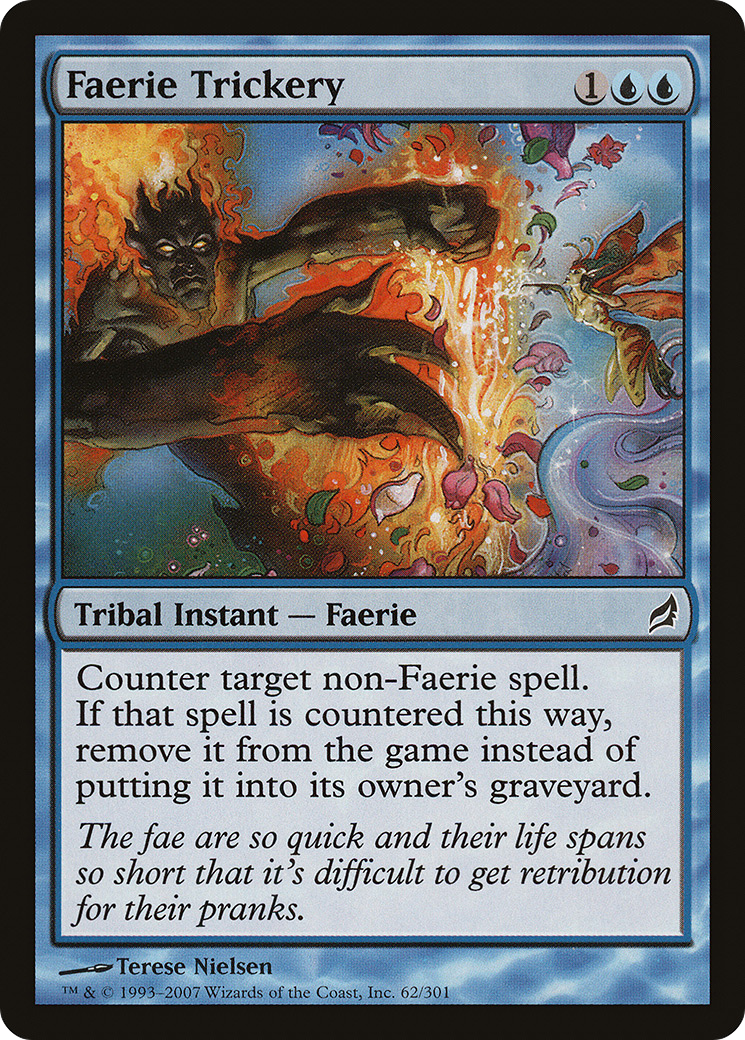 Faerie Trickery
1
Tribal Instant — Faerie
Counter target non-Faerie spell.
If that spell is countered this way,
remove it from the game instead of
putting it into its owner's graveyard.
The fae are so quick and their life spans
so short that it's difficult to get retribution
for their pranks.
Terese Nielsen
™ & © 1993–2007 Wizards of the Coast, Inc. 62/301